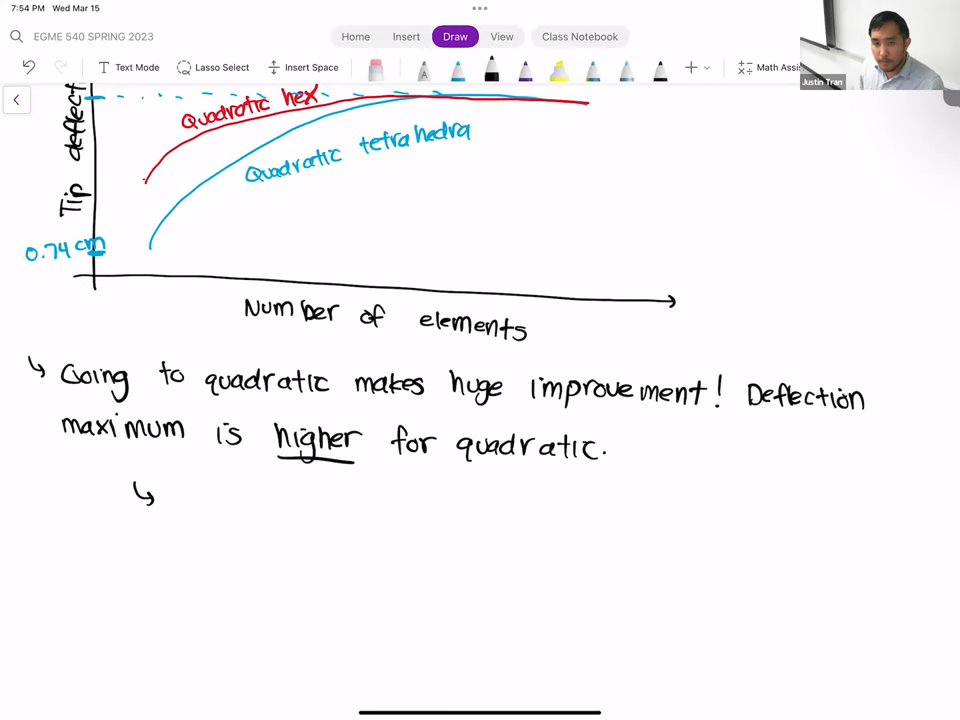 7:54 PM Wed Mar 15
EGME 540 SPRING 2023
Home Insert Draw View Class Notebook
Text Mode Lasso Select Insert Space Math Assis
Justin Tran
Quadratic hex
Quadratic tetrahedra
Tip deflect
0.74 cm
Number of elements
↳ Going to quadratic makes huge improvement! Deflection
maximum is higher for quadratic.
↳